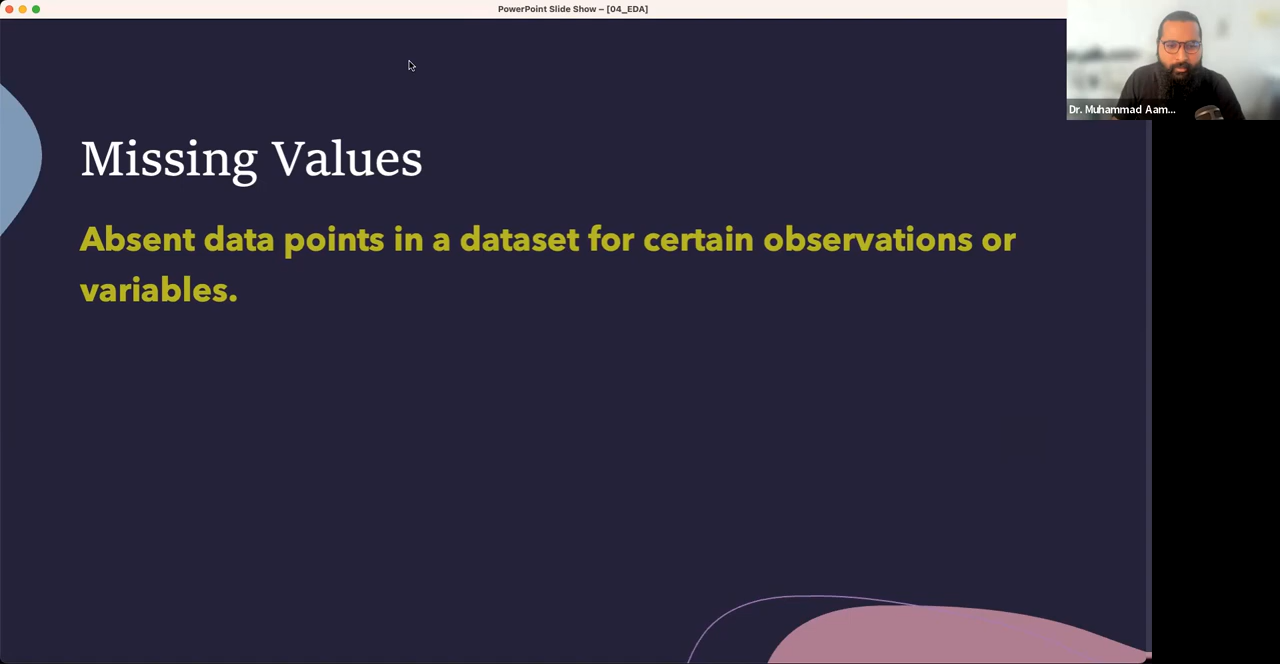 PowerPoint Slide Show – [04_EDA]
Dr. Muhammad Aam...
Missing Values
Absent data points in a dataset for certain observations or
variables.